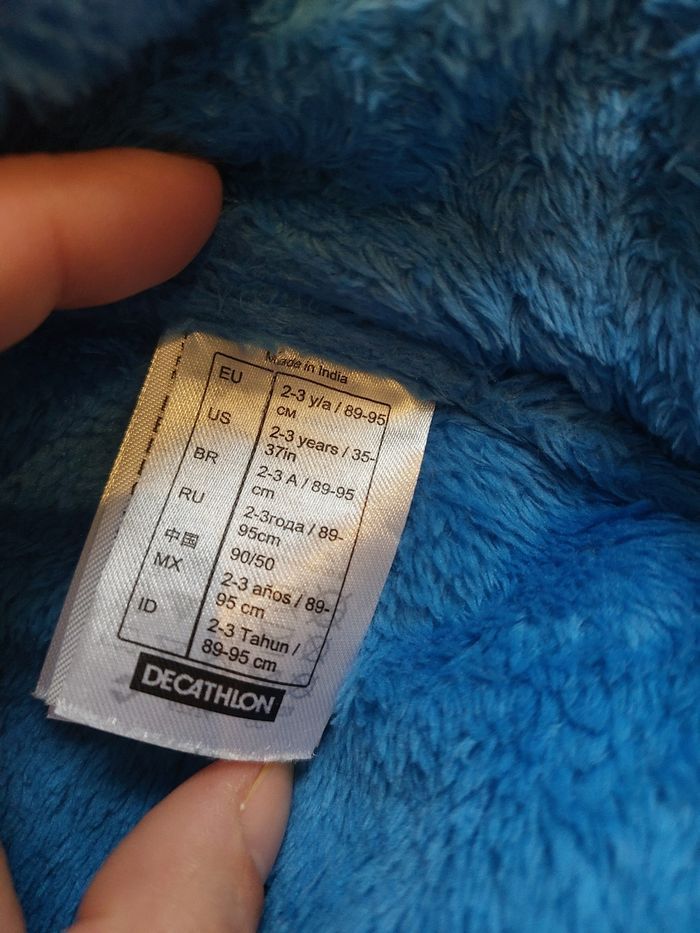 Made in India
EU 2-3 y/a / 89-95
CM
US 2-3 years / 35-
37in
BR 2-3 A / 89-95
cm
RU 2-3года / 89-
95cm
中國 90/50
MX 2-3 años / 89-
95 cm
ID 2-3 Tahun /
89-95 cm
DECATHLON